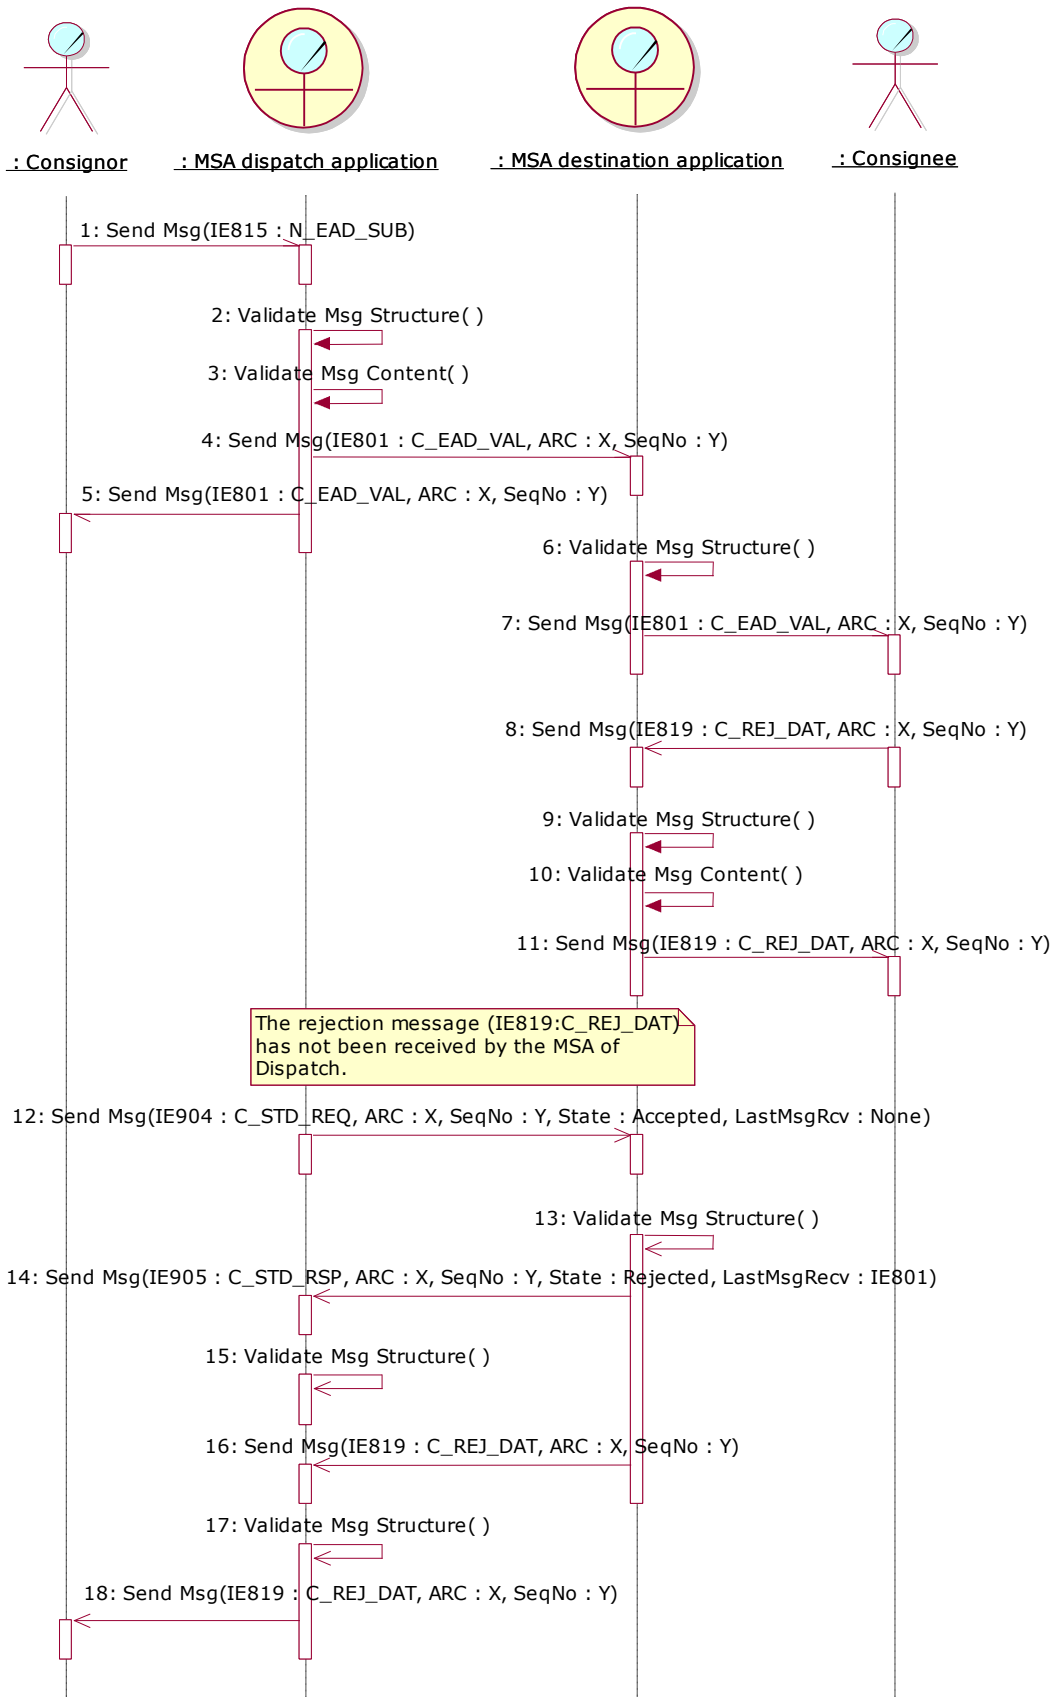 : Consignor
: MSA dispatch application
: MSA destination application
: Consignee
1: Send Msg(IE815 : N_EAD_SUB)
2: Validate Msg Structure( )
3: Validate Msg Content( )
4: Send Msg(IE801 : C_EAD_VAL, ARC : X, SeqNo : Y)
5: Send Msg(IE801 : C_EAD_VAL, ARC : X, SeqNo : Y)
6: Validate Msg Structure( )
7: Send Msg(IE801 : C_EAD_VAL, ARC : X, SeqNo : Y)
8: Send Msg(IE819 : C_REJ_DAT, ARC : X, SeqNo : Y)
9: Validate Msg Structure( )
10: Validate Msg Content( )
11: Send Msg(IE819 : C_REJ_DAT, ARC : X, SeqNo : Y)
The rejection message (IE819:C_REJ_DAT)
has not been received by the MSA of
Dispatch.
12: Send Msg(IE904 : C_STD_REQ, ARC : X, SeqNo : Y, State : Accepted, LastMsgRcv : None)
13: Validate Msg Structure( )
14: Send Msg(IE905 : C_STD_RSP, ARC : X, SeqNo : Y, State : Rejected, LastMsgRecv : IE801)
15: Validate Msg Structure( )
16: Send Msg(IE819 : C_REJ_DAT, ARC : X, SeqNo : Y)
17: Validate Msg Structure( )
18: Send Msg(IE819 : C_REJ_DAT, ARC : X, SeqNo : Y)